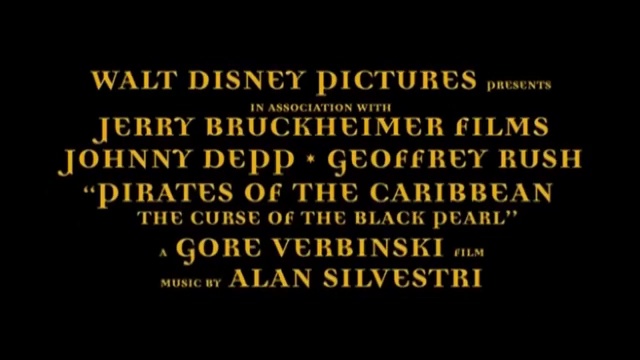 WALT DISNEY PICTURES PRESENTS
IN ASSOCIATION WITH
JERRY BRUCKHEIMER FILMS
JOHNNY DEPP * GEOFFREY RUSH
“PIRATES OF THE CARIBBEAN
THE CURSE OF THE BLACK PEARL”
A GORE VERBINSKI FILM
MUSIC BY ALAN SILVESTRI